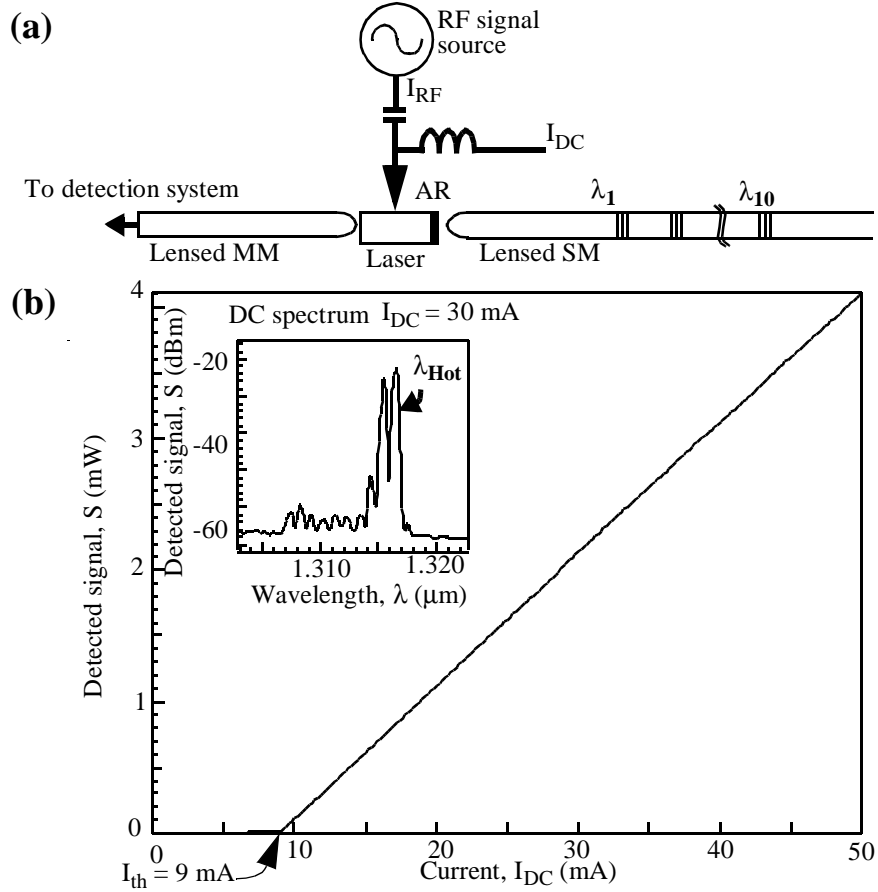 (a)
RF signal
source
I_RF
I_DC
To detection system
AR
λ1
λ10
Lensed MM
Laser
Lensed SM
(b)
4
3
2
1
0
Detected signal, S (mW)
DC spectrum I_DC = 30 mA
Detected signal, S (dBm)
-20
-40
-60
λHot
1.310
1.320
Wavelength, λ (μm)
0
10
20
30
40
50
I_th = 9 mA
Current, I_DC (mA)